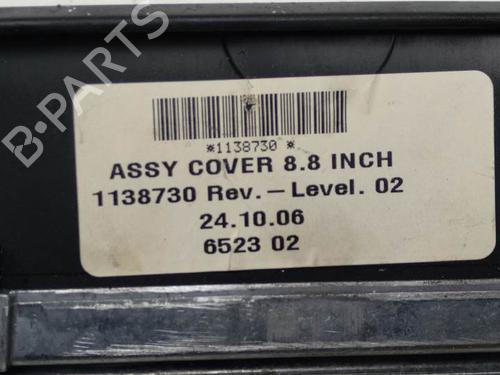 B-PARTS
*1138730 *
ASSY COVER 8.8 INCH
1138730 Rev.-Level. 02
24.10.06
6523 02